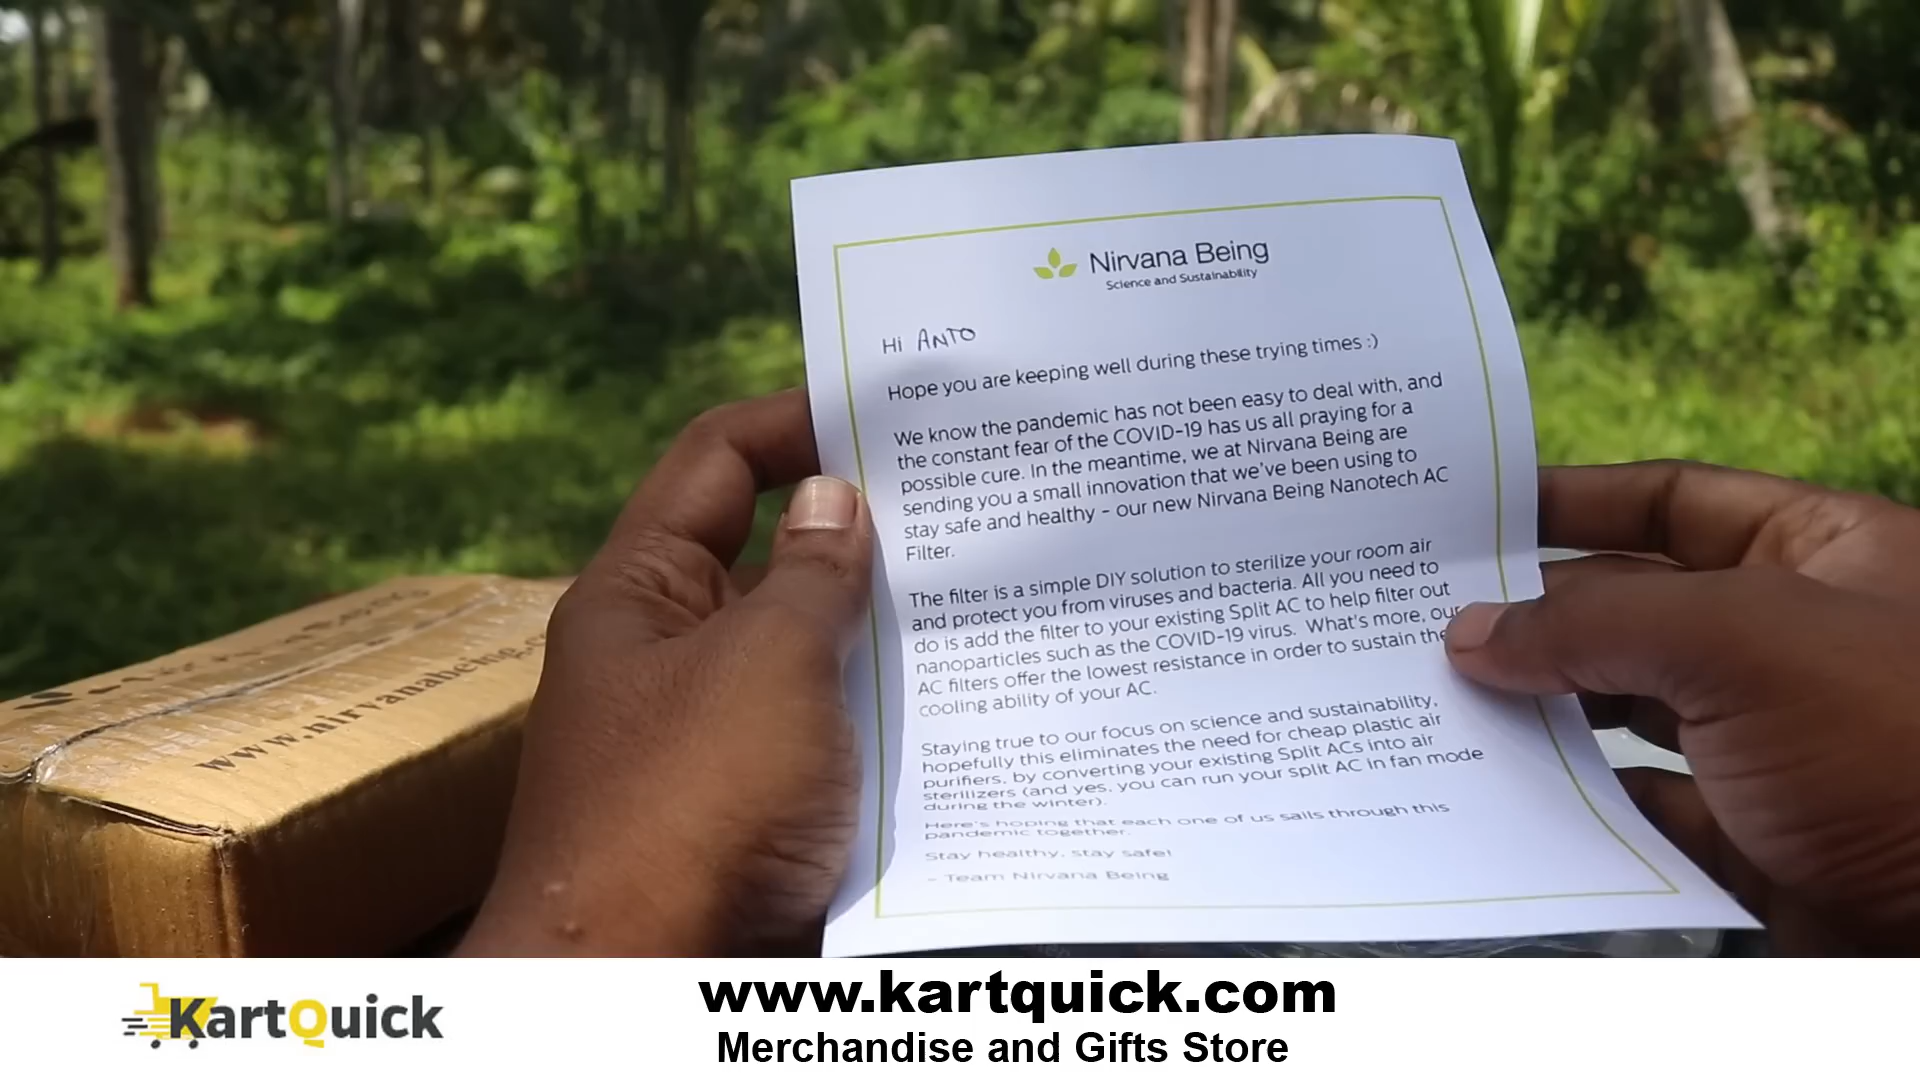 Nirvana Being
Science and Sustainability
Hi ANTO
Hope you are keeping well during these trying times :)
We know the pandemic has not been easy to deal with, and
the constant fear of the COVID-19 has us all praying for a
possible cure. In the meantime, we at Nirvana Being are
sending you a small innovation that we've been using to
stay safe and healthy - our new Nirvana Being Nanotech AC
Filter.
The filter is a simple DIY solution to sterilize your room air
and protect you from viruses and bacteria. All you need to
do is add the filter to your existing Split AC to help filter out
nanoparticles such as the COVID-19 virus. What's more, our
AC filters offer the lowest resistance in order to sustain the
cooling ability of your AC.
Staying true to our focus on science and sustainability,
hopefully this eliminates the need for cheap plastic air
purifiers, by converting your existing Split ACs into air
sterilizers (and yes, you can run your split AC in fan mode
during the winter).
Here's hoping that each one of us sails through this
pandemic together.
Stay healthy, stay safe!
- Team Nirvana Being
www.nirvanabeing.co
KartQuick
www.kartquick.com
Merchandise and Gifts Store